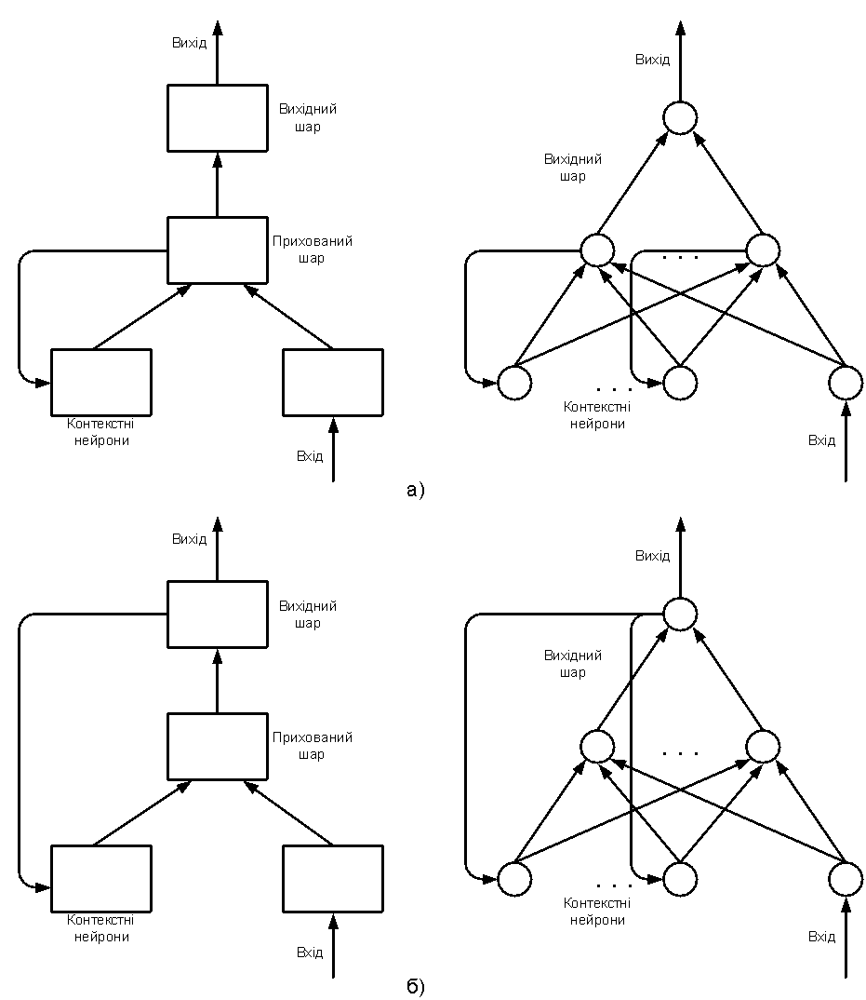 Вихід
Вихідний
шар
Прихований
шар
Контекстні
нейрони
Вхід
Вихід
Вихідний
шар
. . .
. . .
Контекстні
нейрони
Вхід
а)
Вихід
Вихідний
шар
Прихований
шар
Контекстні
нейрони
Вхід
Вихід
Вихідний
шар
. . .
. . .
Контекстні
нейрони
Вхід
б)